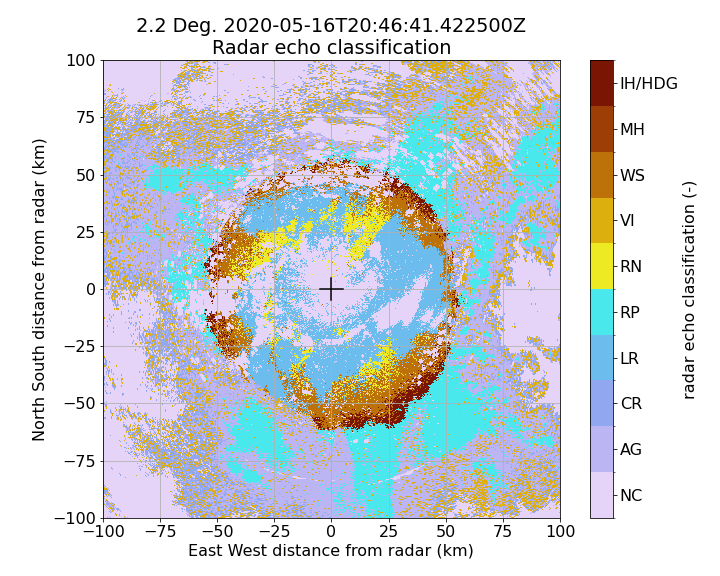 2.2 Deg. 2020-05-16T20:46:41.422500Z
Radar echo classification
100
75
50
25
0
−25
−50
−75
−100
−100
−75
−50
−25
0
25
50
75
100
North South distance from radar (km)
East West distance from radar (km)
IH/HDG
MH
WS
VI
RN
RP
LR
CR
AG
NC
radar echo classification (-)